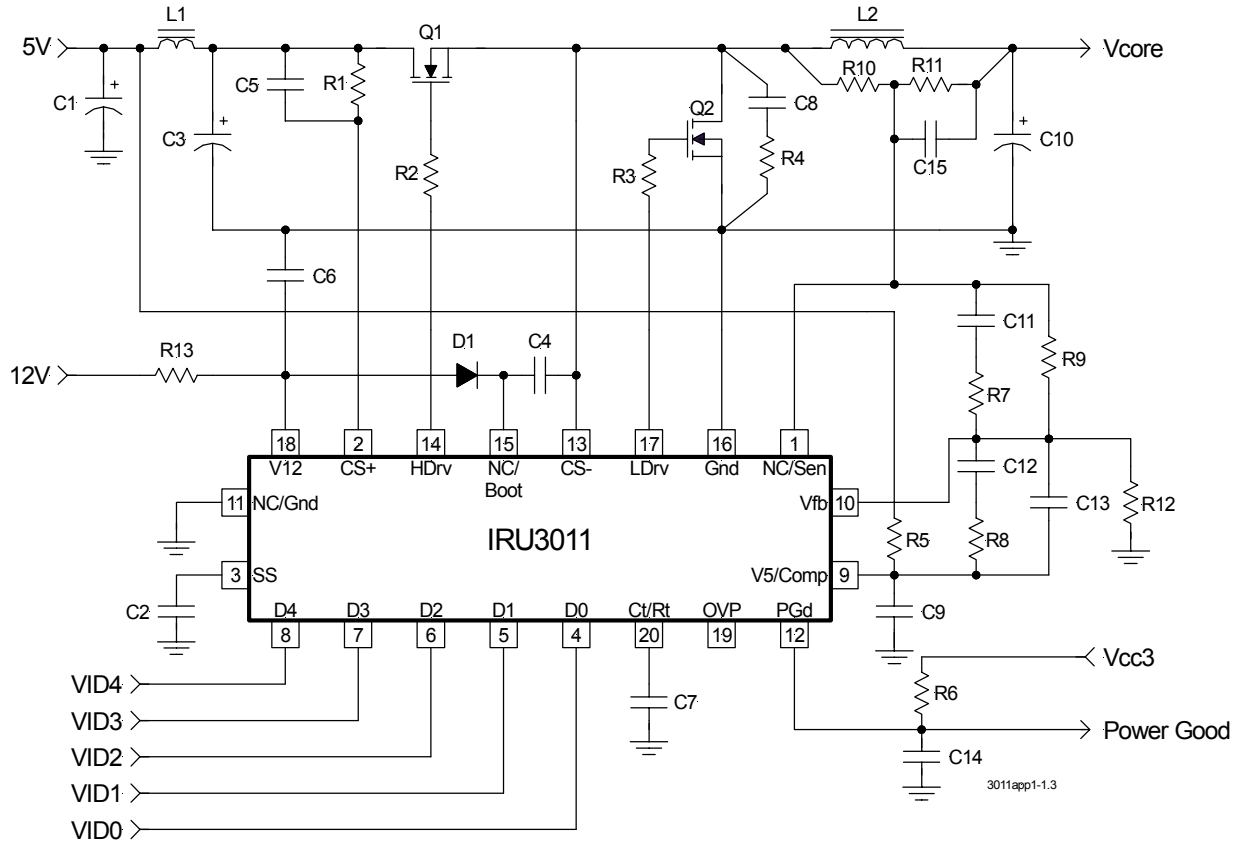 L1
L2
Q1
5V
Vcore
R10
R11
C5
R1
C8
C1
Q2
C3
C10
R2
R3
R4
C15
C6
C11
R9
R13
D1
C4
12V
R7
18
2
14
15
13
17
16
1
V12
CS+
HDrv
NC/
Boot
CS-
LDrv
Gnd
NC/Sen
C12
11
NC/Gnd
Vfb
10
C13
R12
IRU3011
R5
R8
3
SS
V5/Comp
9
C2
D4
D3
D2
D1
D0
Ct/Rt
OVP
PGd
C9
8
7
6
5
4
20
19
12
Vcc3
VID4
R6
C7
VID3
Power Good
VID2
C14
3011app1-1.3
VID1
VID0